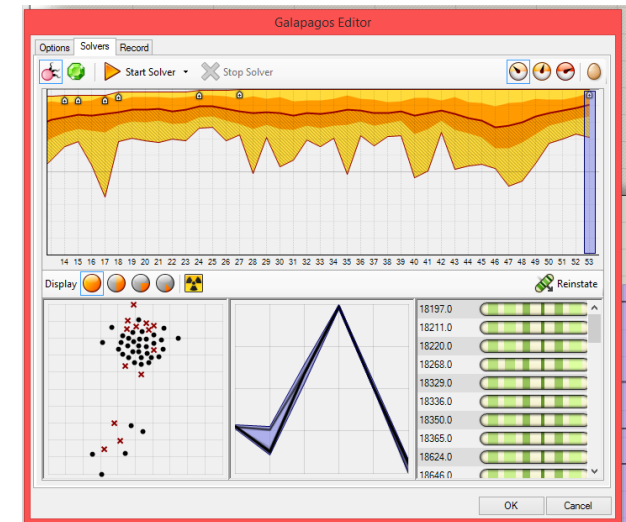 Galapagos Editor
Options Solvers Record
Start Solver Stop Solver
14 15 16 17 18 19 20 21 22 23 24 25 26 27 28 29 30 31 32 33 34 35 36 37 38 39 40 41 42 43 44 45 46 47 48 49 50 51 52 53
Display Reinstate
18197.0
18211.0
18220.0
18268.0
18329.0
18336.0
18350.0
18365.0
18624.0
18646.0
OK Cancel